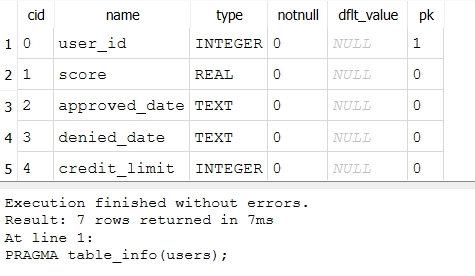 cid name type notnull dflt_value pk
1 0 user_id INTEGER 0 NULL 1
2 1 score REAL 0 NULL 0
3 2 approved_date TEXT 0 NULL 0
4 3 denied_date TEXT 0 NULL 0
5 4 credit_limit INTEGER 0 NULL 0
Execution finished without errors.
Result: 7 rows returned in 7ms
At line 1:
PRAGMA table_info(users);